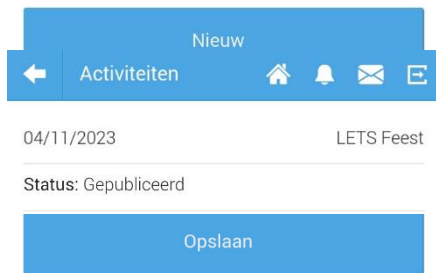 Nieuw
Activiteiten
04/11/2023 LETS Feest
Status: Gepubliceerd
Opslaan